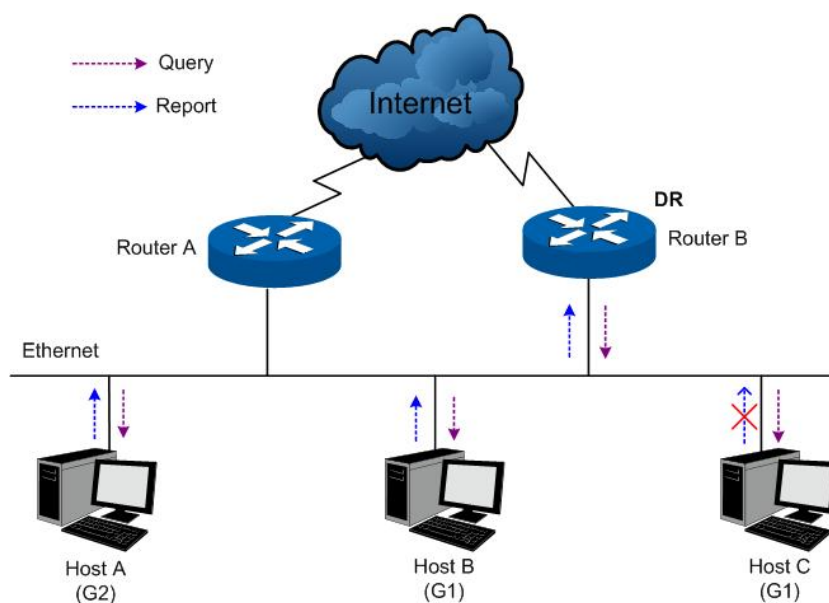 Query
Report
Internet
DR
Router A
Router B
Ethernet
Host A
(G2)
Host B
(G1)
Host C
(G1)